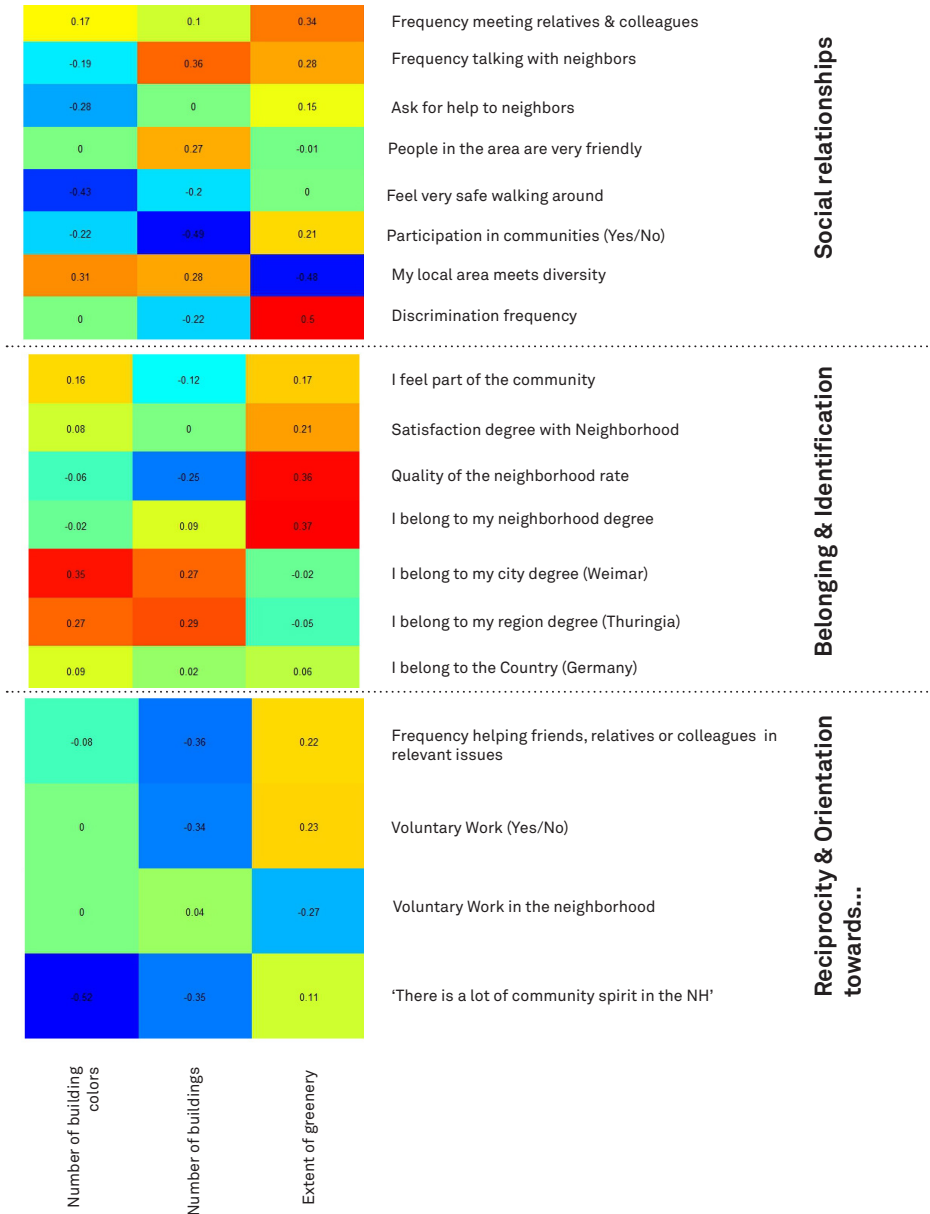 0.17 0.1 0.34 Frequency meeting relatives & colleagues
-0.19 0.36 0.28 Frequency talking with neighbors
-0.28 0 0.15 Ask for help to neighbors
0 0.27 -0.01 People in the area are very friendly
-0.43 -0.2 0 Feel very safe walking around
-0.22 -0.49 0.21 Participation in communities (Yes/No)
0.31 0.28 -0.48 My local area meets diversity
0 -0.22 0.5 Discrimination frequency
Social relationships
0.16 -0.12 0.17 I feel part of the community
0.08 0 0.21 Satisfaction degree with Neighborhood
-0.06 -0.25 0.36 Quality of the neighborhood rate
-0.02 0.09 0.37 I belong to my neighborhood degree
0.35 0.27 -0.02 I belong to my city degree (Weimar)
0.27 0.29 -0.05 I belong to my region degree (Thuringia)
0.09 0.02 0.06 I belong to the Country (Germany)
Belonging & Identification
-0.08 -0.36 0.22 Frequency helping friends, relatives or colleagues in
relevant issues
0 -0.34 0.23 Voluntary Work (Yes/No)
0 0.04 -0.27 Voluntary Work in the neighborhood
-0.52 -0.35 0.11 ‘There is a lot of community spirit in the NH’
Reciprocity & Orientation
towards...
Number of building
colors
Number of buildings
Extent of greenery